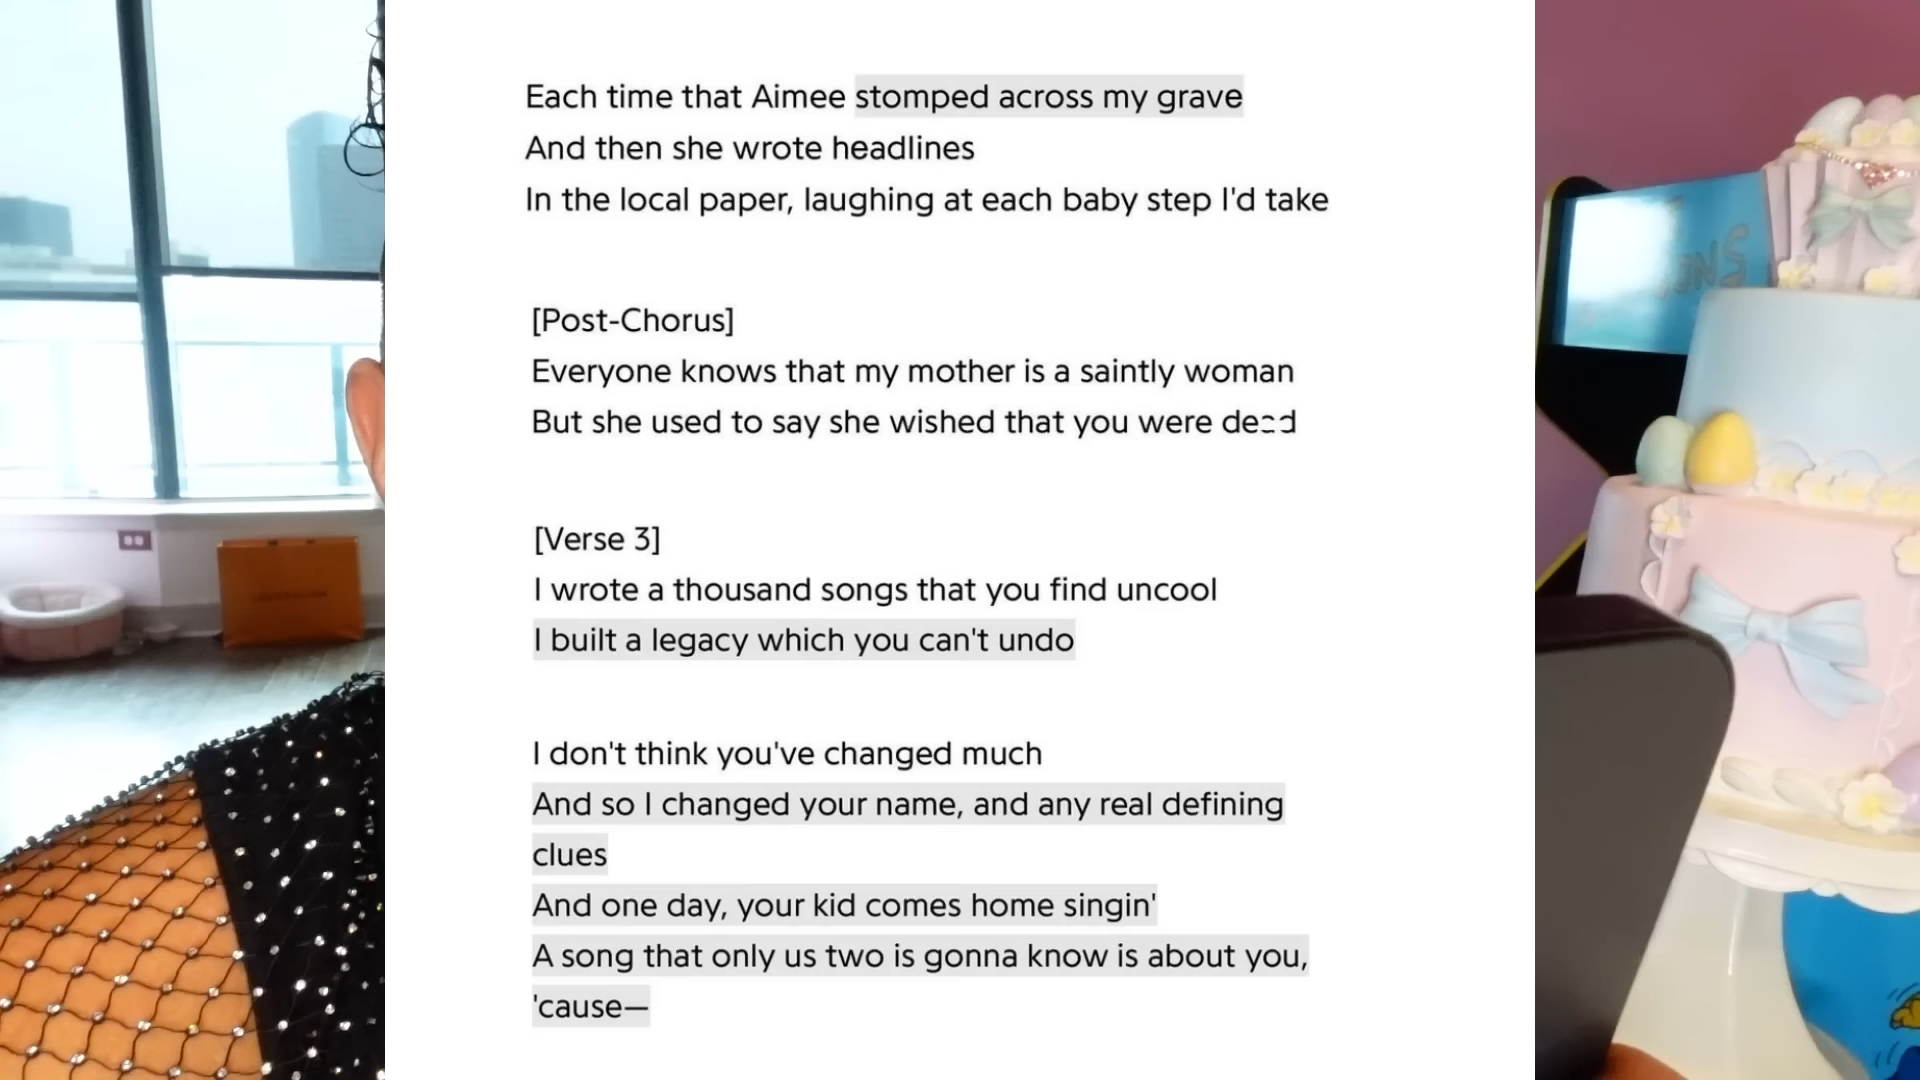 Each time that Aimee stomped across my grave
And then she wrote headlines
In the local paper, laughing at each baby step I'd take
[Post-Chorus]
Everyone knows that my mother is a saintly woman
But she used to say she wished that you were dead
[Verse 3]
I wrote a thousand songs that you find uncool
I built a legacy which you can't undo
I don't think you've changed much
And so I changed your name, and any real defining
clues
And one day, your kid comes home singin'
A song that only us two is gonna know is about you,
'cause—